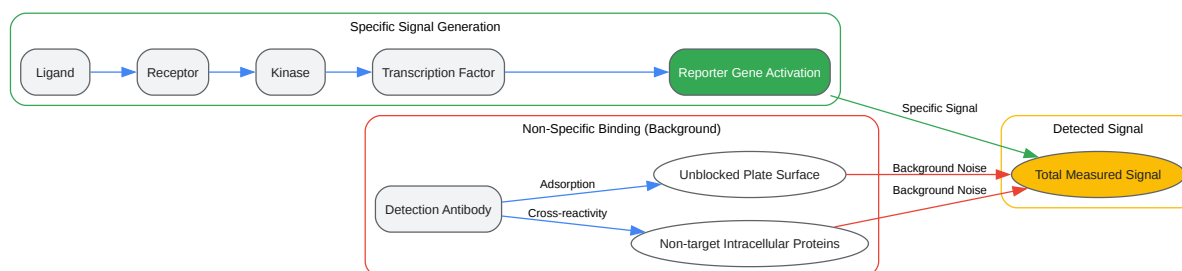 Specific Signal Generation
Ligand
Receptor
Kinase
Transcription Factor
Reporter Gene Activation
Specific Signal
Non-Specific Binding (Background)
Detection Antibody
Adsorption
Cross-reactivity
Unblocked Plate Surface
Non-target Intracellular Proteins
Background Noise
Background Noise
Detected Signal
Total Measured Signal